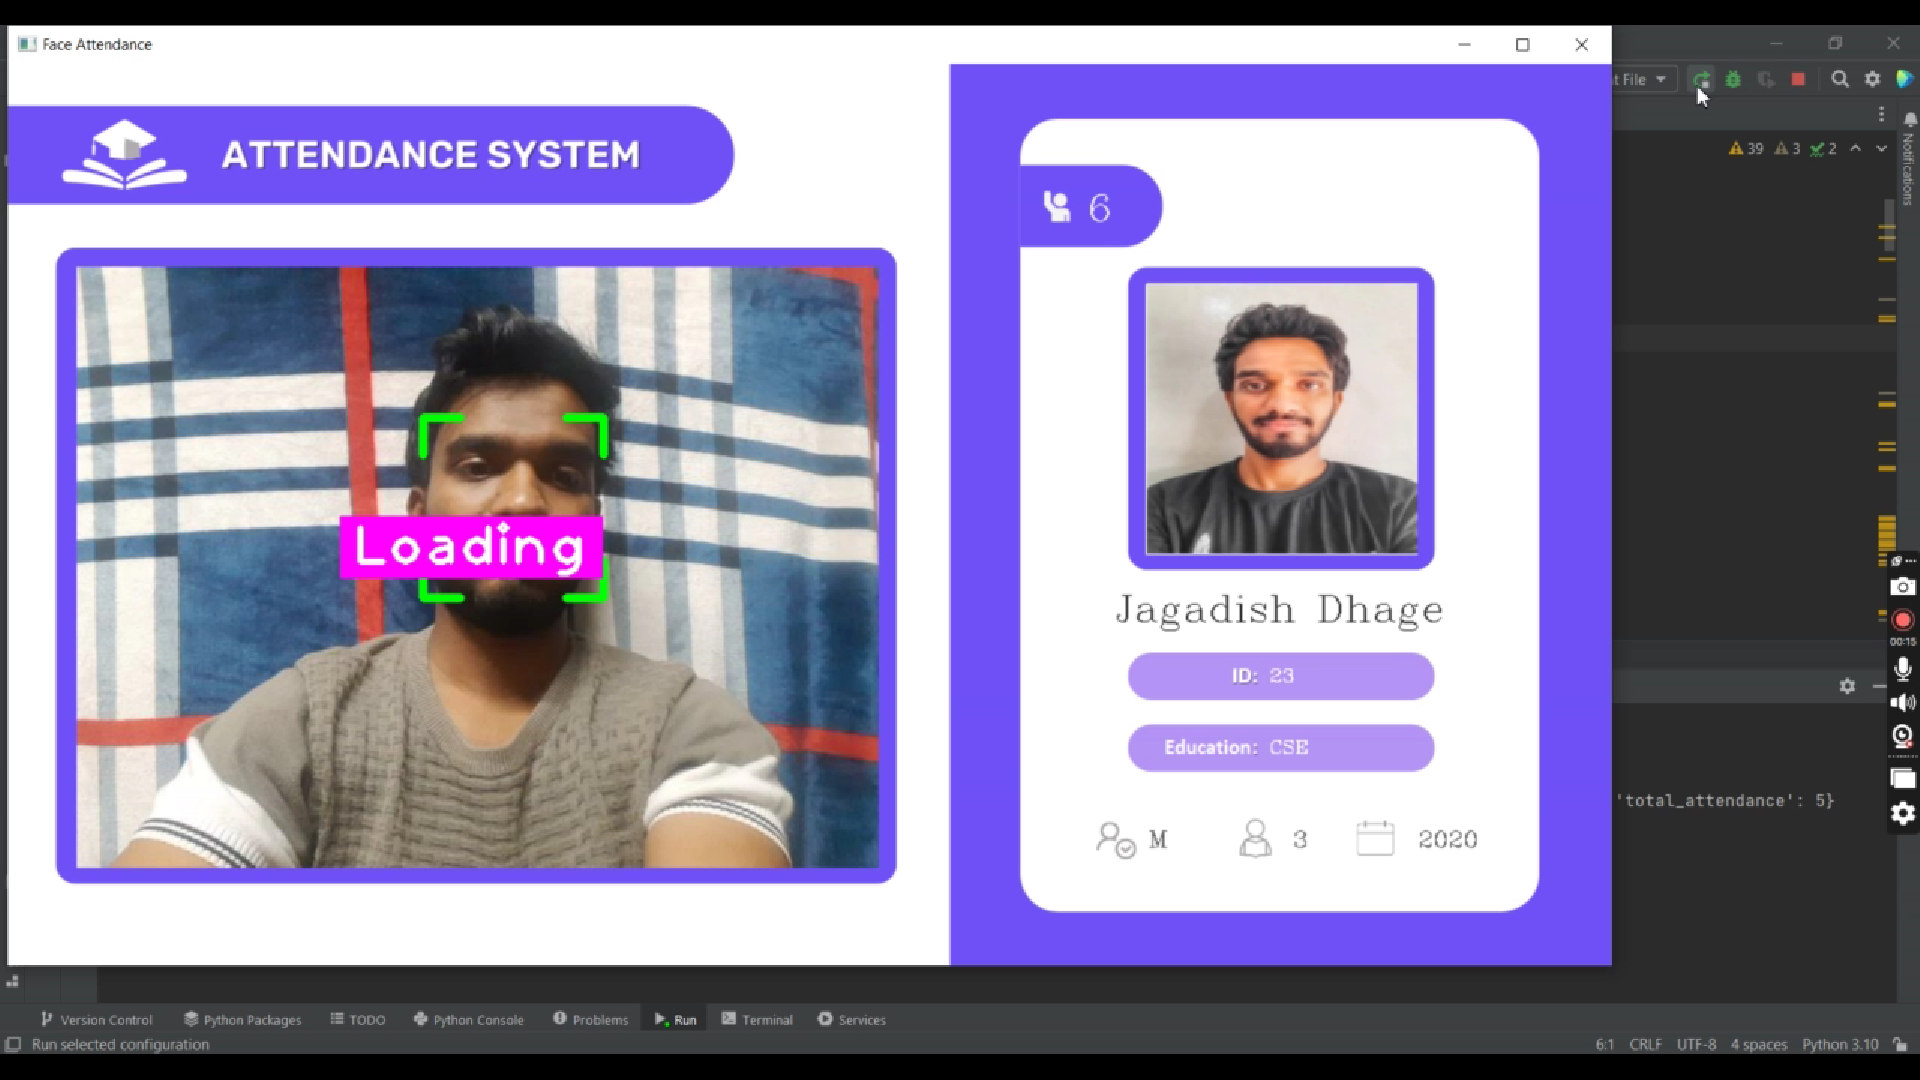 Face Attendance
t File
ATTENDANCE SYSTEM
39 3 2
Notifications
6
Loading
Jagadish Dhage
ID: 23
00:15
Education: CSE
'total_attendance': 5}
M 3 2020
Version Control Python Packages TODO Python Console Problems Run Terminal Services
Run selected configuration 6:1 CRLF UTF-8 4 spaces Python 3.10